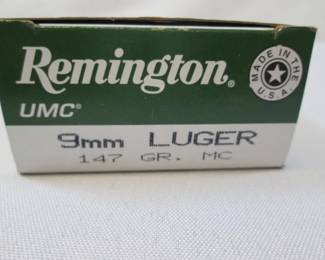 Remington®
UMC®
MADE IN THE U.S.A.
9mm LUGER
147 GR. MC